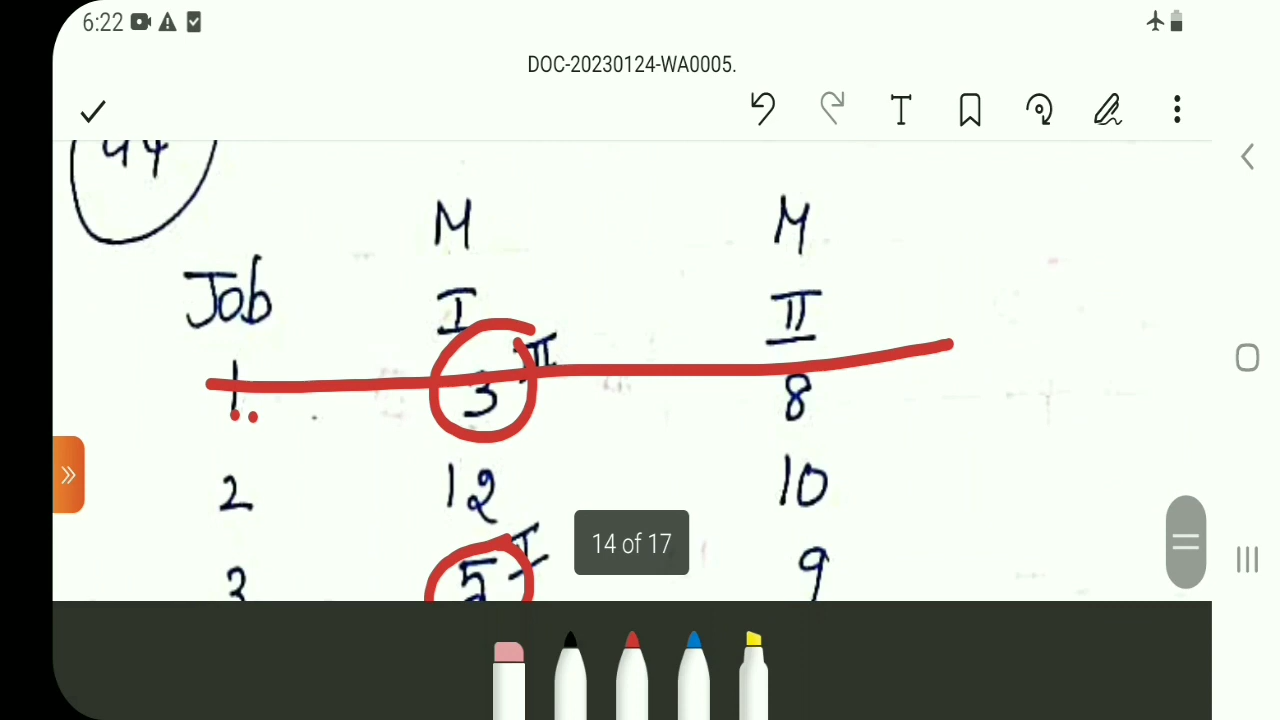 6:22
DOC-20230124-WA0005.
T
44
M M
Job I II
1 3 II 8
2 12 10
3 5 I 9
14 of 17